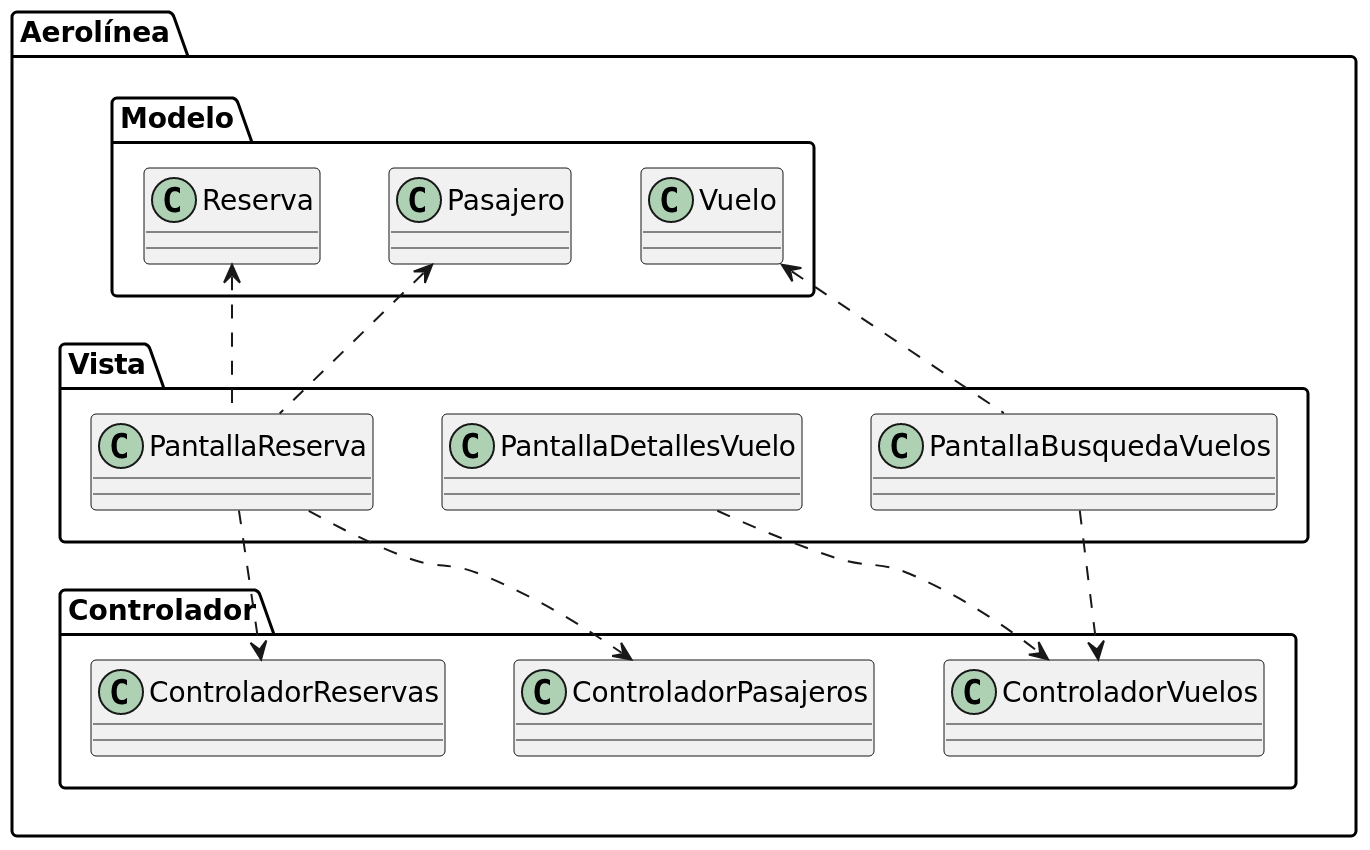 Aerolínea
Modelo
C Reserva
C Pasajero
C Vuelo
Vista
C PantallaReserva
C PantallaDetallesVuelo
C PantallaBusquedaVuelos
Controlador
C ControladorReservas
C ControladorPasajeros
C ControladorVuelos